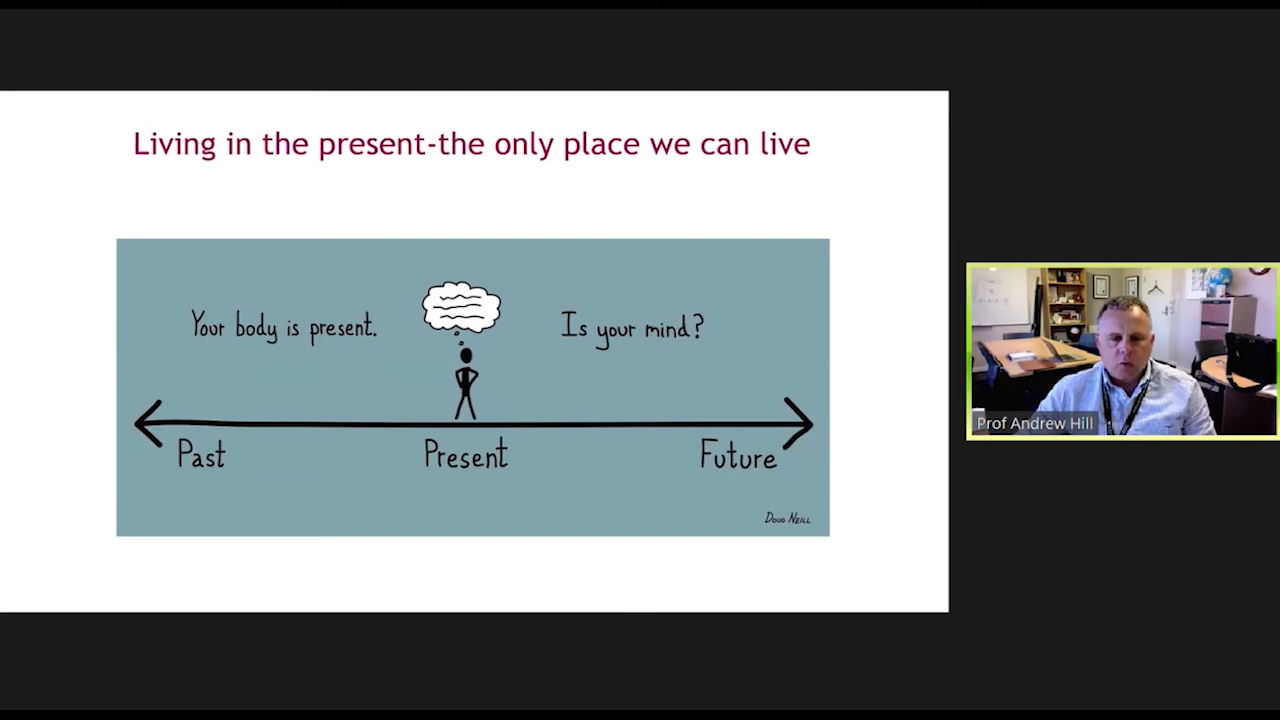 Living in the present-the only place we can live
Your body is present.
Is your mind?
Past
Present
Future
Doug Neill
Prof Andrew Hill